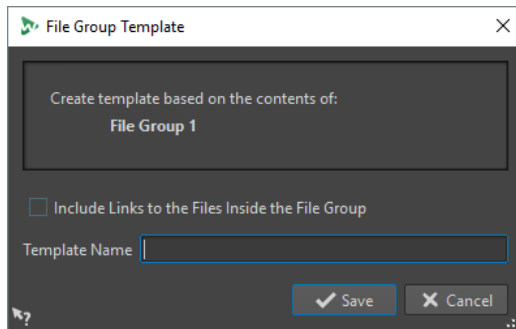 File Group Template
Create template based on the contents of:
File Group 1
Include Links to the Files Inside the File Group
Template Name
Save Cancel
?